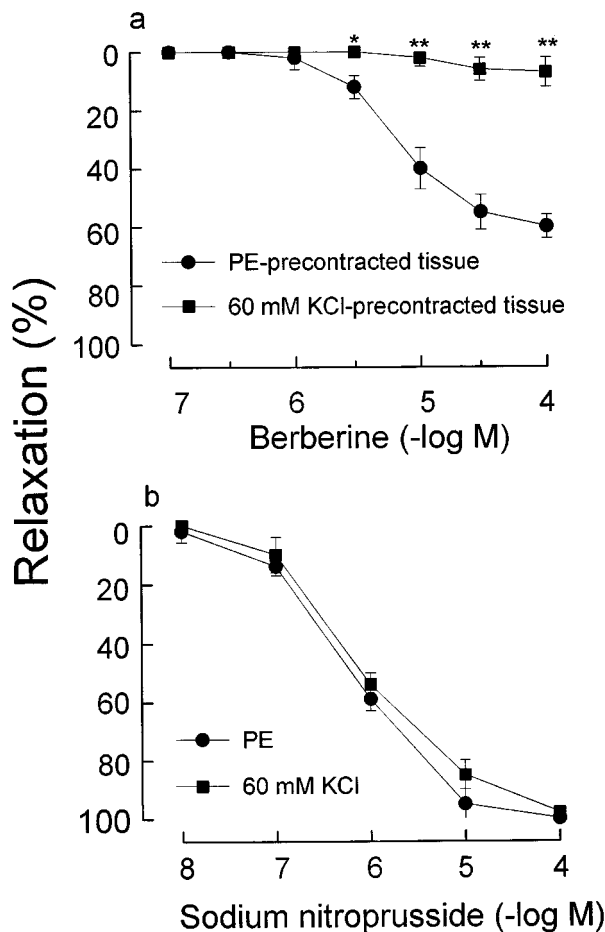 a
* ** ** **
0
20
40
60
80
100
PE-precontracted tissue
60 mM KCl-precontracted tissue
7 6 5 4
Berberine (-log M)
Relaxation (%)
b
0
20
40
60
80
100
PE
60 mM KCl
8 7 6 5 4
Sodium nitroprusside (-log M)